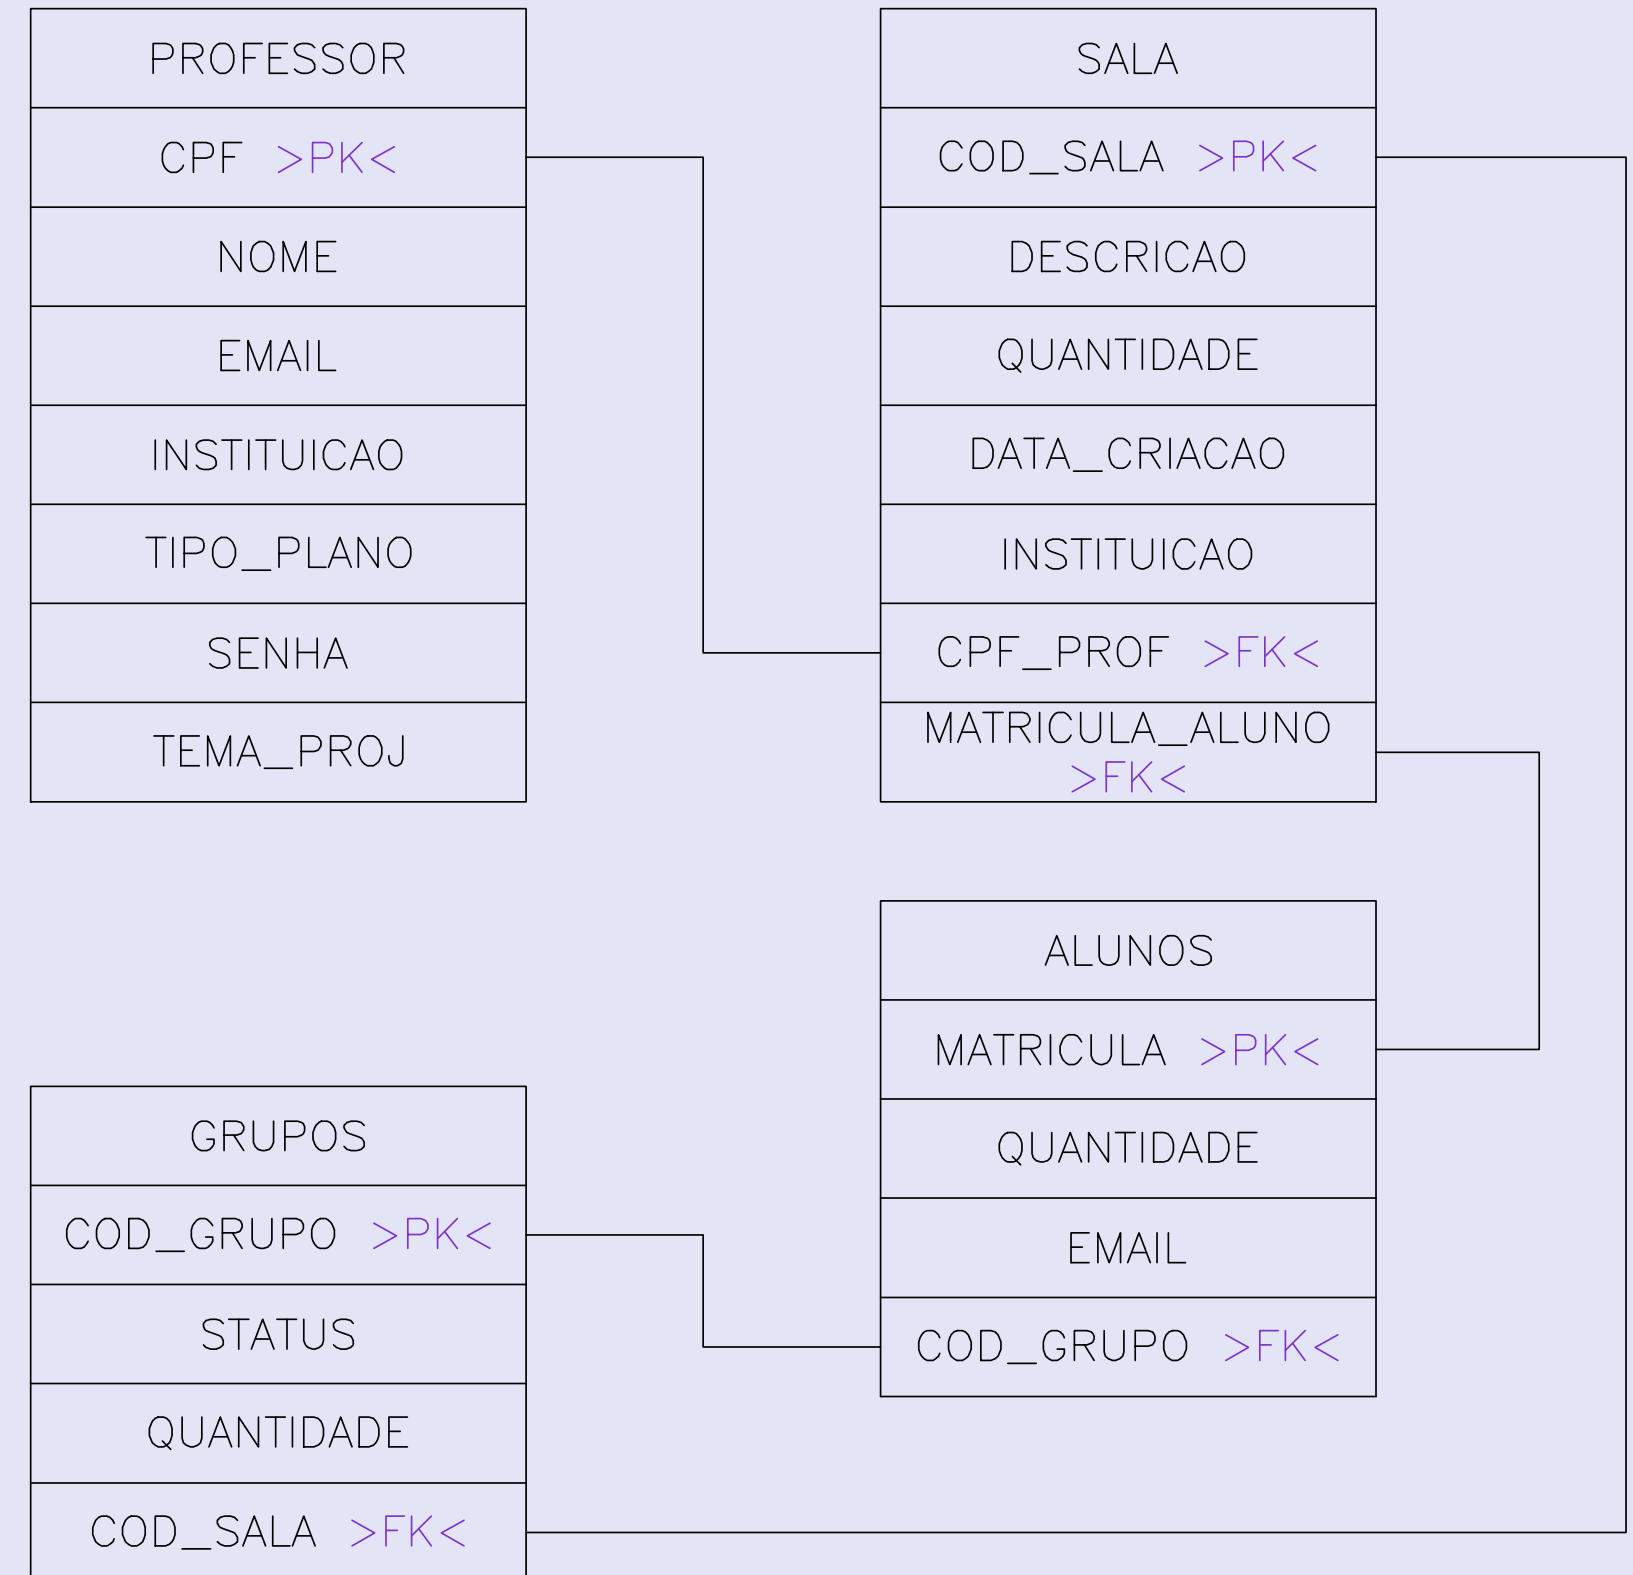 PROFESSOR
CPF >PK<
NOME
EMAIL
INSTITUICAO
TIPO_PLANO
SENHA
TEMA_PROJ
SALA
COD_SALA >PK<
DESCRICAO
QUANTIDADE
DATA_CRIACAO
INSTITUICAO
CPF_PROF >FK<
MATRICULA_ALUNO
>FK<
ALUNOS
MATRICULA >PK<
QUANTIDADE
EMAIL
COD_GRUPO >FK<
GRUPOS
COD_GRUPO >PK<
STATUS
QUANTIDADE
COD_SALA >FK<